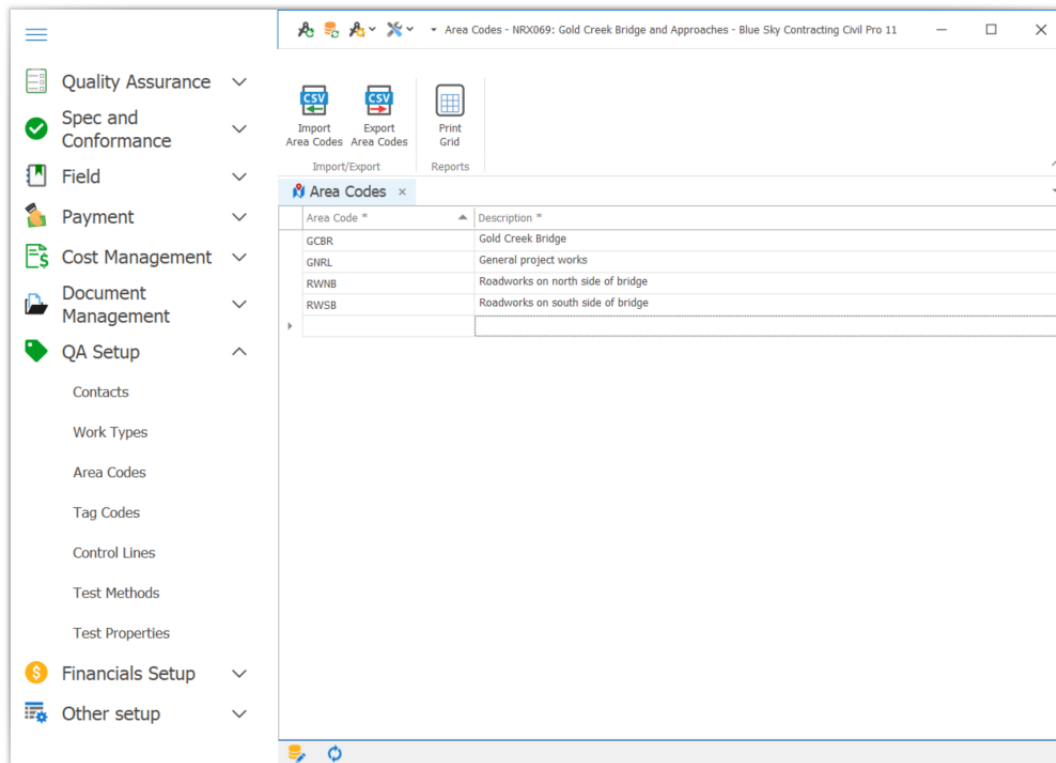 Area Codes - NRX069: Gold Creek Bridge and Approaches - Blue Sky Contracting Civil Pro 11
Quality Assurance
Spec and
Conformance
Field
Payment
Cost Management
Document
Management
QA Setup
Contacts
Work Types
Area Codes
Tag Codes
Control Lines
Test Methods
Test Properties
Financials Setup
Other setup
CSV CSV
Import Export Print
Area Codes Area Codes Grid
Import/Export Reports
Area Codes ×
Area Code * Description *
GCBR Gold Creek Bridge
GNRL General project works
RWNB Roadworks on north side of bridge
RWSB Roadworks on south side of bridge